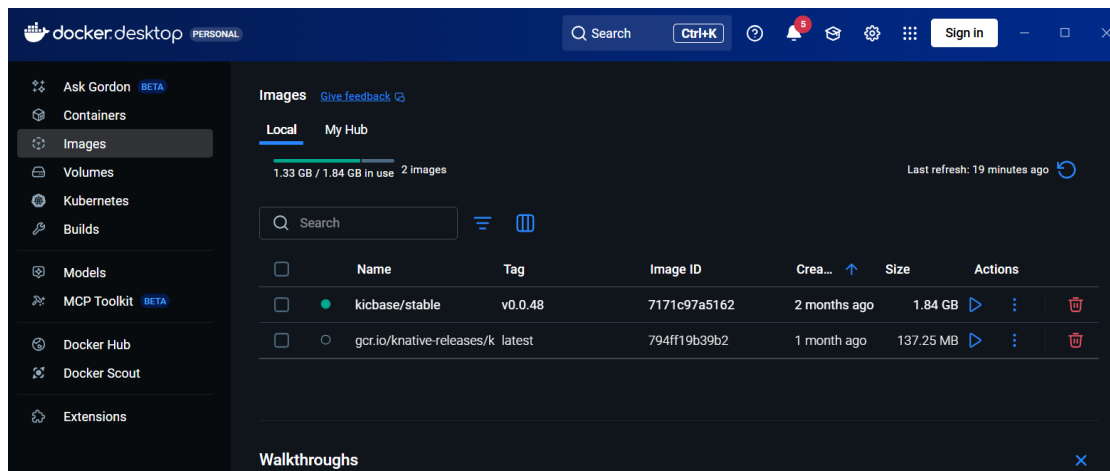 docker.desktop PERSONAL Search Ctrl+K 5 Sign in
Ask Gordon BETA
Containers
Images
Volumes
Kubernetes
Builds
Models
MCP Toolkit BETA
Docker Hub
Docker Scout
Extensions
Images Give feedback
Local My Hub
1.33 GB / 1.84 GB in use 2 images Last refresh: 19 minutes ago
Search
Name Tag Image ID Crea... Size Actions
kicbase/stable v0.0.48 7171c97a5162 2 months ago 1.84 GB
gcr.io/knative-releases/k latest 794ff19b39b2 1 month ago 137.25 MB
Walkthroughs